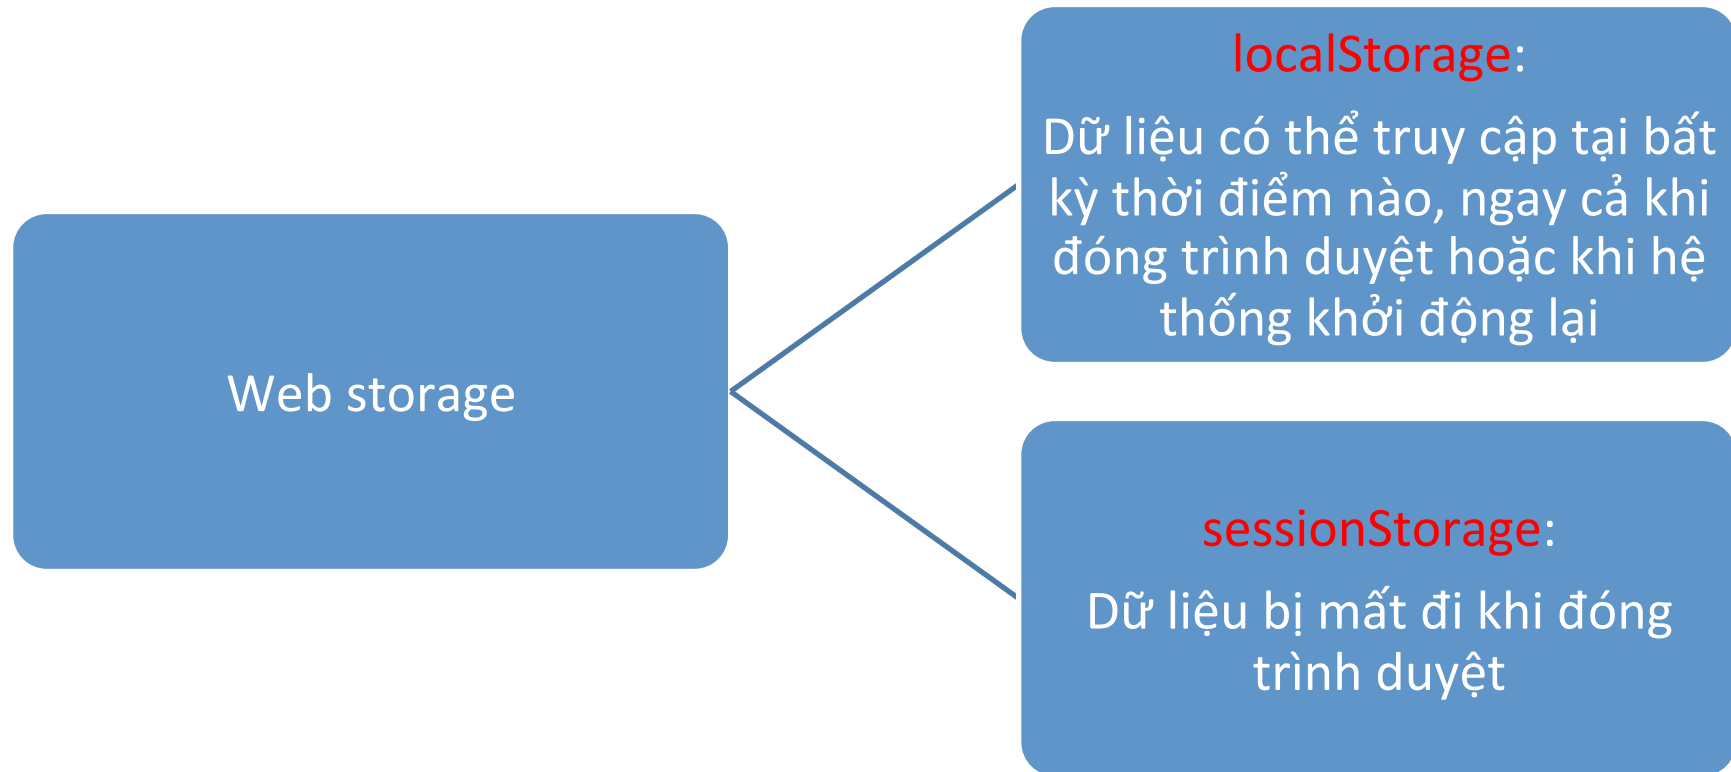 Web storage
localStorage:
Dữ liệu có thể truy cập tại bất
kỳ thời điểm nào, ngay cả khi
đóng trình duyệt hoặc khi hệ
thống khởi động lại
sessionStorage:
Dữ liệu bị mất đi khi đóng
trình duyệt